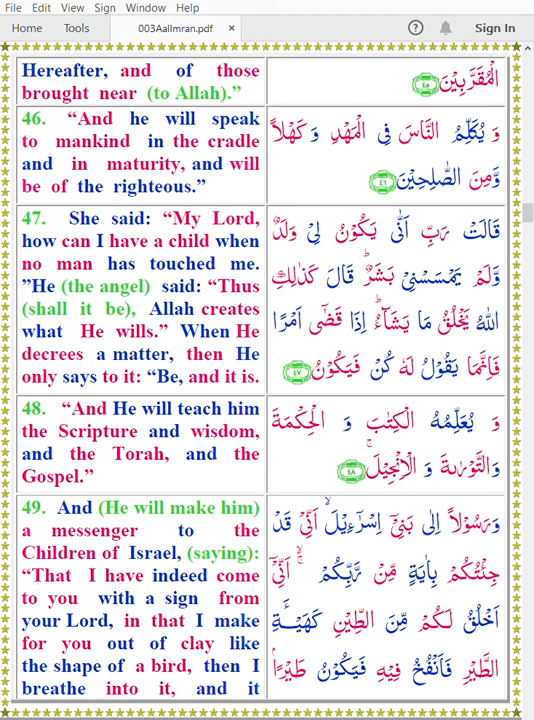 File Edit View Sign Window Help
Home Tools 003AalImran.pdf × Sign In
Hereafter, and of those
brought near (to Allah).”
الْمُقَرَّبِيْنَ ٤٥
46. “And he will speak
to mankind in the cradle
and in maturity, and will
be of the righteous.”
وَ يُكَلِّمُ النَّاسَ فِى الْمَهْدِ وَ كَهْلاً
وَّمِنَ الصّٰلِحِيْنَ ٤٦
47. She said: “My Lord,
how can I have a child when
no man has touched me.
”He (the angel) said: “Thus
(shall it be), Allah creates
what He wills.” When He
decrees a matter, then He
only says to it: “Be, and it is.
قَالَتْ رَبِّ اَنّٰى يَكُوْنُ لِىْ وَلَدٌ
وَّلَمْ يَمْسَسْنِىْ بَشَرٌؕ قَالَ كَذٰلِكِ
اللّٰهُ يَخْلُقُ مَا يَشَآءُؕ اِذَا قَضٰۤى اَمْرًا
فَاِنَّمَا يَقُوْلُ لَهٗ كُنْ فَيَكُوْنُ ٤٧
48. “And He will teach him
the Scripture and wisdom,
and the Torah, and the
Gospel.”
وَ يُعَلِّمُهُ الْكِتٰبَ وَ الْحِكْمَةَ
وَالتَّوْرٰىةَ وَ الْاِنْجِيْلَۚ ٤٨
49. And (He will make him)
a messenger to the
Children of Israel, (saying):
“That I have indeed come
to you with a sign from
your Lord, in that I make
for you out of clay like
the shape of a bird, then I
breathe into it, and it
وَرَسُوْلاً اِلٰى بَنِىْۤ اِسْرَآءِيْلَ ۙ اَنِّىْ قَدْ
جِئْتُكُمْ بِاٰيَةٍ مِّنْ رَّبِّكُمْ ۙۚ اَنِّىْۤ
اَخْلُقُ لَكُمْ مِّنَ الطِّيْنِ كَهَيْـــَٔةِ
الطَّيْرِ فَاَنْفُخُ فِيْهِ فَيَكُوْنُ طَيْرًاۢ